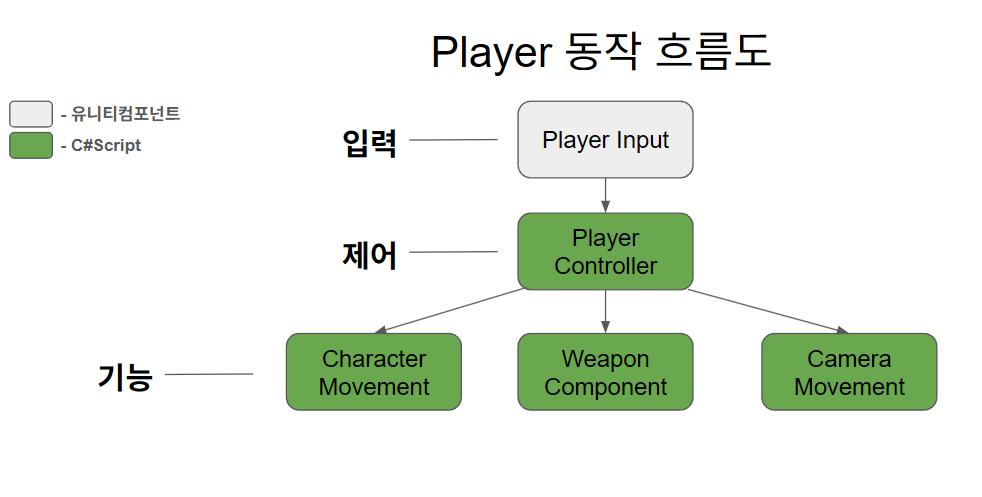 Player 동작 흐름도
- 유니티컴포넌트
- C#Script
입력
Player Input
제어
Player
Controller
기능
Character
Movement
Weapon
Component
Camera
Movement